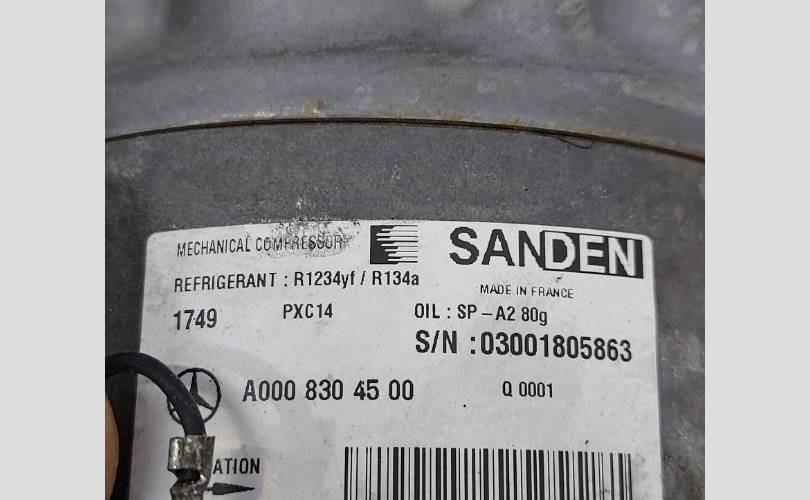 MECHANICAL COMPRESSOR
SANDEN
REFRIGERANT : R1234yf / R134a
MADE IN FRANCE
1749 PXC14 OIL : SP – A2 80g
S/N : 03001805863
A000 830 45 00 Q 0001